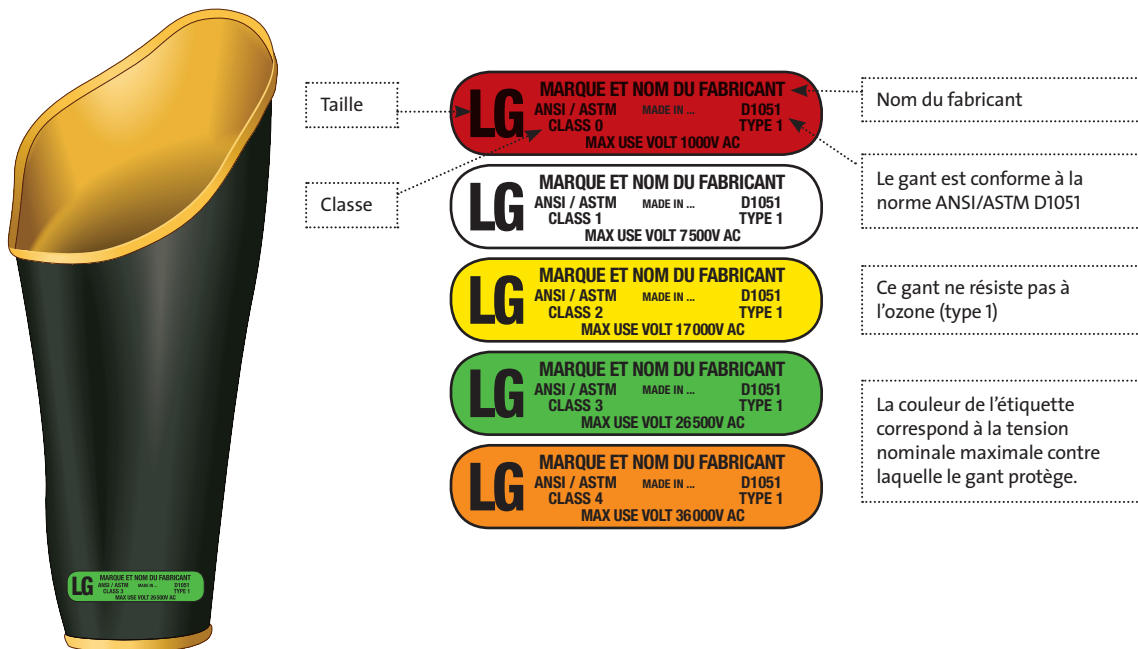 Taille
Classe
LG
MARQUE ET NOM DU FABRICANT
ANSI / ASTM MADE IN ... D1051
CLASS 0 TYPE 1
MAX USE VOLT 1000V AC
LG
MARQUE ET NOM DU FABRICANT
ANSI / ASTM MADE IN ... D1051
CLASS 1 TYPE 1
MAX USE VOLT 7500V AC
LG
MARQUE ET NOM DU FABRICANT
ANSI / ASTM MADE IN ... D1051
CLASS 2 TYPE 1
MAX USE VOLT 17000V AC
LG
MARQUE ET NOM DU FABRICANT
ANSI / ASTM MADE IN ... D1051
CLASS 3 TYPE 1
MAX USE VOLT 26500V AC
LG
MARQUE ET NOM DU FABRICANT
ANSI / ASTM MADE IN ... D1051
CLASS 4 TYPE 1
MAX USE VOLT 36000V AC
Nom du fabricant
Le gant est conforme à la
norme ANSI/ASTM D1051
Ce gant ne résiste pas à
l’ozone (type 1)
La couleur de l’étiquette
correspond à la tension
nominale maximale contre
laquelle le gant protège.
LG
MARQUE ET NOM DU FABRICANT
ANSI / ASTM MADE IN ... D1051
CLASS 3 TYPE 1
MAX USE VOLT 26500V AC